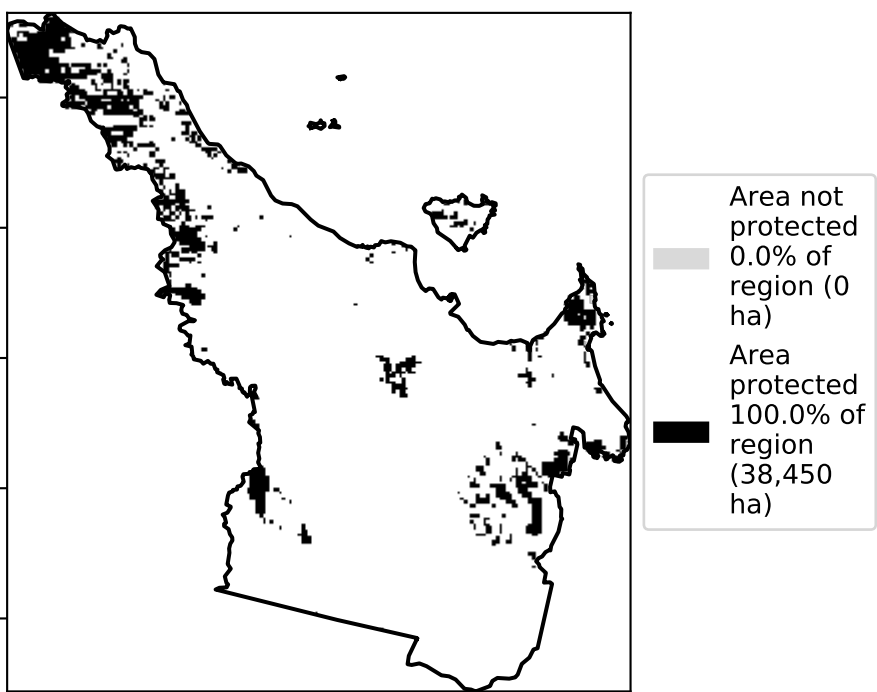 Area not
protected
0.0% of
region (0
ha)
Area
protected
100.0% of
region
(38,450
ha)